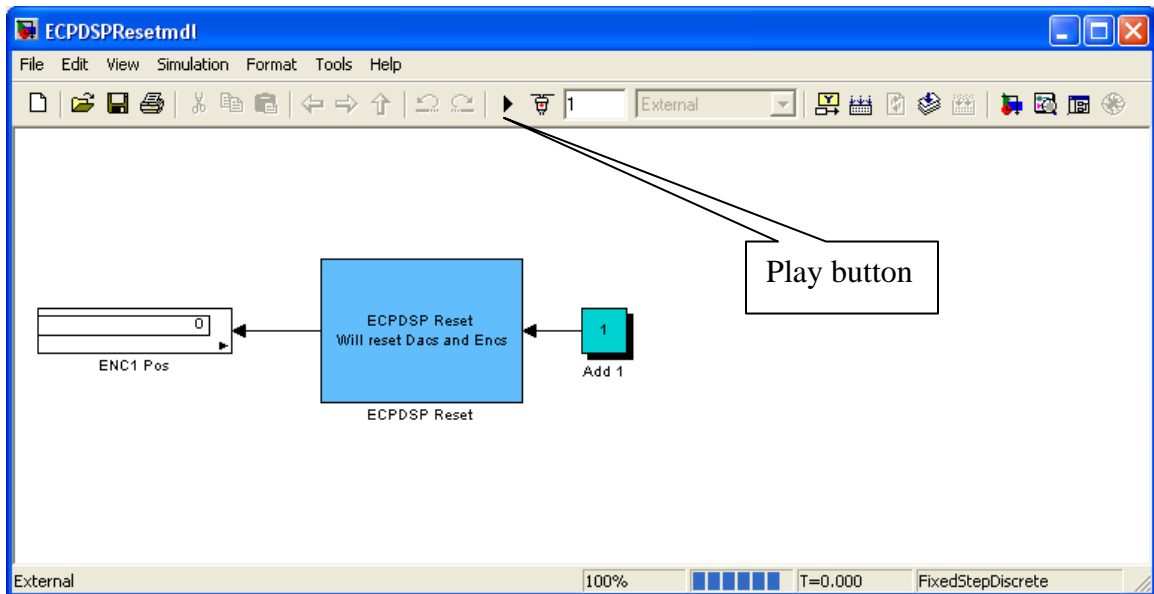 ECPDSPResetmdl
File Edit View Simulation Format Tools Help
1 External
Play button
0
ENC1 Pos
ECPDSP Reset
Will reset Dacs and Encs
ECPDSP Reset
1
Add 1
External 100% T=0.000 FixedStepDiscrete